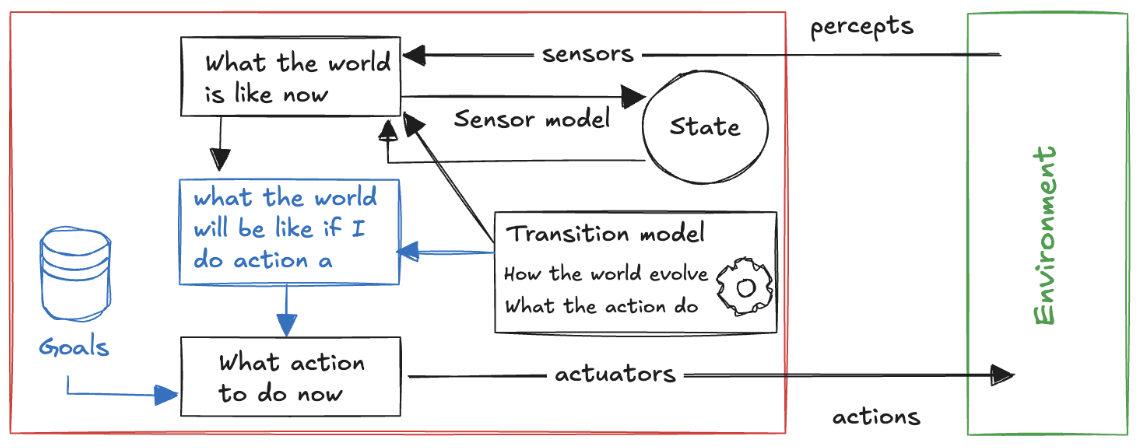 percepts
sensors
What the world
is like now
Sensor model
State
what the world
will be like if I
do action a
Transition model
How the world evolve
What the action do
Environment
Goals
What action
to do now
actuators
actions